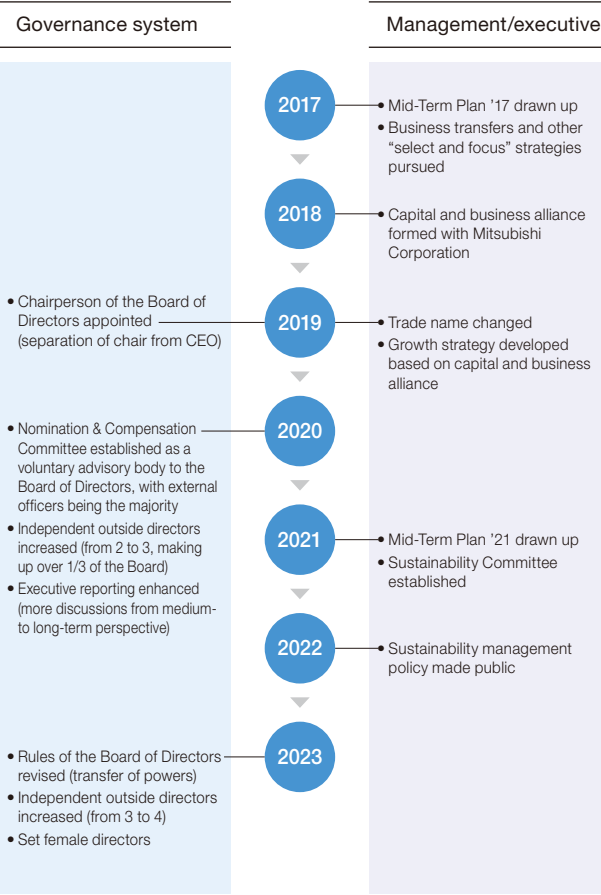 Governance system
Management/executive
2017
• Mid-Term Plan ’17 drawn up
• Business transfers and other
“select and focus” strategies
pursued
2018
• Capital and business alliance
formed with Mitsubishi
Corporation
• Chairperson of the Board of
Directors appointed
(separation of chair from CEO)
2019
• Trade name changed
• Growth strategy developed
based on capital and business
alliance
• Nomination & Compensation
Committee established as a
voluntary advisory body to the
Board of Directors, with external
officers being the majority
• Independent outside directors
increased (from 2 to 3, making
up over 1/3 of the Board)
• Executive reporting enhanced
(more discussions from medium-
to long-term perspective)
2020
2021
• Mid-Term Plan ’21 drawn up
• Sustainability Committee
established
2022
• Sustainability management
policy made public
• Rules of the Board of Directors
revised (transfer of powers)
• Independent outside directors
increased (from 3 to 4)
• Set female directors
2023